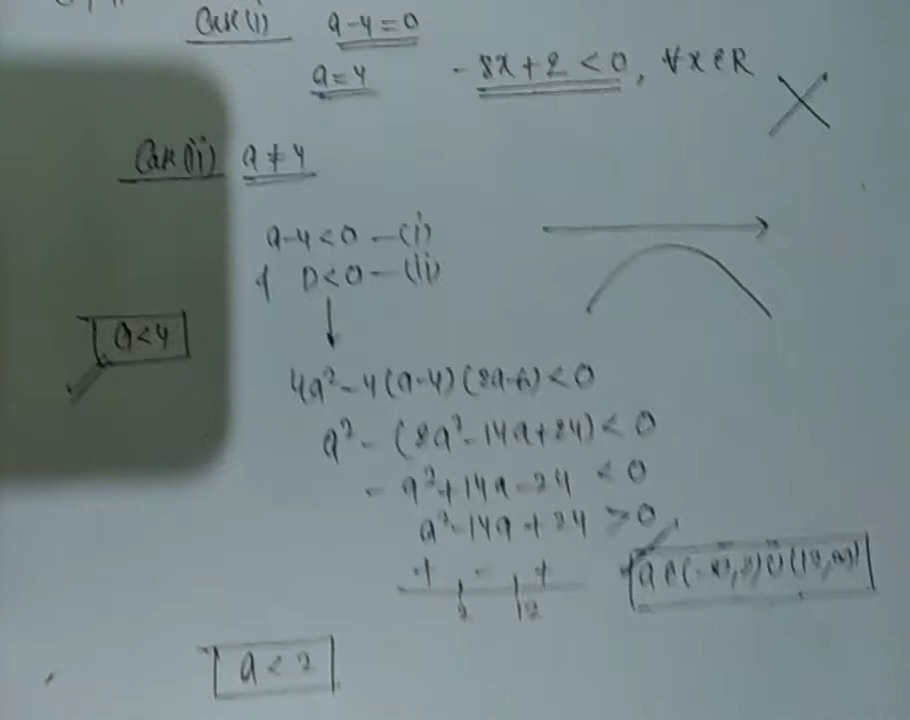 Case (i) a-4=0
a=4 -8x+2<0, ∀x∈R
Case (ii) a≠4
a-4<0 -(i)
& D<0 -(ii)
a<4
4a²-4(a-4)(2a-6)<0
a²-(2a²-14a+24)<0
-a²+14a-24 <0
a²-14a+24 >0
+ - +
2 12
a∈(-∞,2)∪(12,∞)
a<2